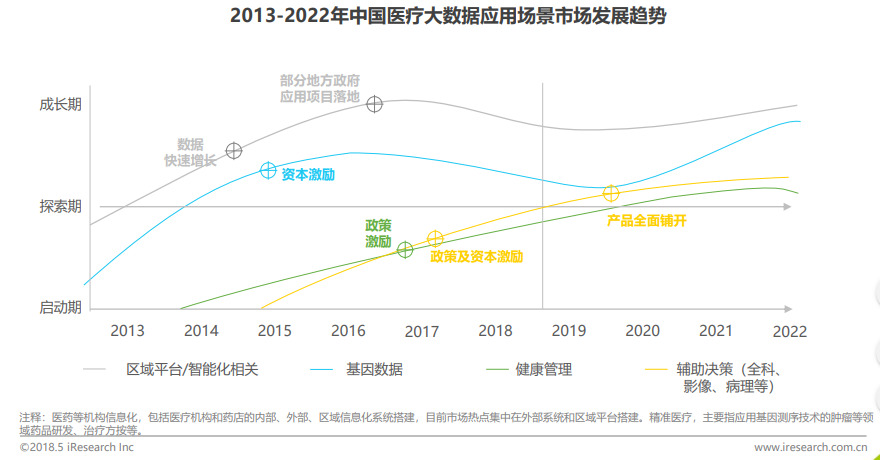 2013-2022年中国医疗大数据应用场景市场发展趋势
成长期
部分地方政府
应用项目落地
数据
快速增长
资本激励
探索期
政策
激励
产品全面铺开
政策及资本激励
启动期
2013 2014 2015 2016 2017 2018 2019 2020 2021 2022
区域平台/智能化相关 基因数据 健康管理 辅助决策（全科、
影像、病理等）
注释：医药等机构信息化，包括医疗机构和药店的内部、外部、区域信息化系统搭建，目前市场热点集中在外部系统和区域平台搭建。精准医疗，主要指应用基因测序技术的肿瘤等领
域药品研发、治疗方按等。
©2018.5 iResearch Inc www.iresearch.com.cn